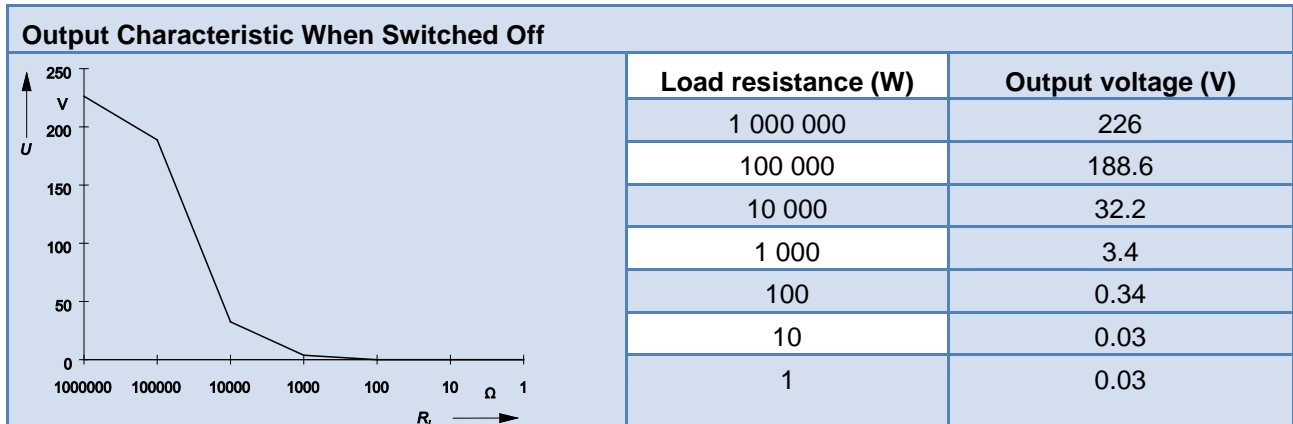 Output Characteristic When Switched Off
250
V
200
U
150
100
50
0
1000000 100000 10000 1000 100 10 Ω 1
RL
Load resistance (W) Output voltage (V)
1 000 000 226
100 000 188.6
10 000 32.2
1 000 3.4
100 0.34
10 0.03
1 0.03